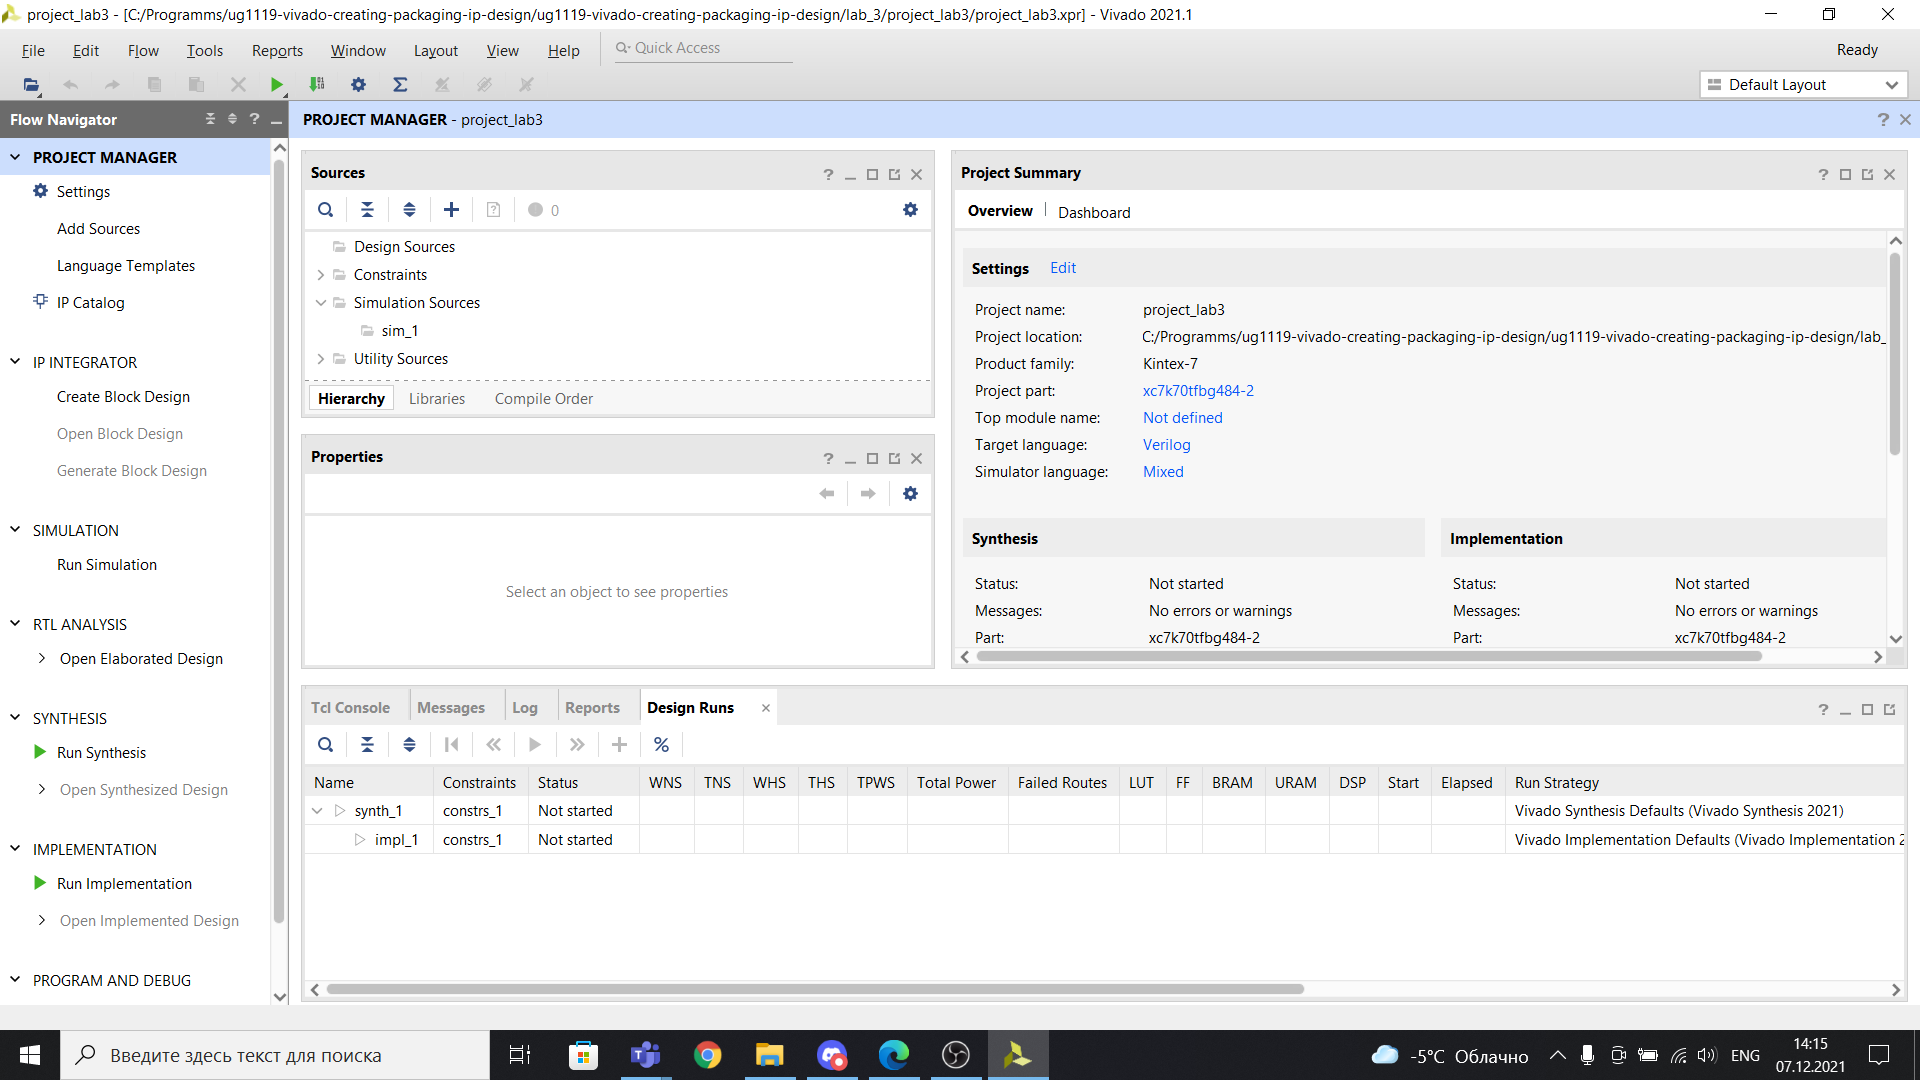 project_lab3 - [C:/Programms/ug1119-vivado-creating-packaging-ip-design/ug1119-vivado-creating-packaging-ip-design/lab_3/project_lab3/project_lab3.xpr] - Vivado 2021.1
File Edit Flow Tools Reports Window Layout View Help Quick Access Ready
Default Layout
Flow Navigator
PROJECT MANAGER
Settings
Add Sources
Language Templates
IP Catalog
IP INTEGRATOR
Create Block Design
Open Block Design
Generate Block Design
SIMULATION
Run Simulation
RTL ANALYSIS
Open Elaborated Design
SYNTHESIS
Run Synthesis
Open Synthesized Design
IMPLEMENTATION
Run Implementation
Open Implemented Design
PROGRAM AND DEBUG
PROJECT MANAGER - project_lab3
Sources
0
Design Sources
Constraints
Simulation Sources
sim_1
Utility Sources
Hierarchy Libraries Compile Order
Properties
Select an object to see properties
Project Summary
Overview Dashboard
Settings Edit
Project name: project_lab3
Project location: C:/Programms/ug1119-vivado-creating-packaging-ip-design/ug1119-vivado-creating-packaging-ip-design/lab_
Product family: Kintex-7
Project part: xc7k70tfbg484-2
Top module name: Not defined
Target language: Verilog
Simulator language: Mixed
Synthesis
Status: Not started
Messages: No errors or warnings
Part: xc7k70tfbg484-2
Implementation
Status: Not started
Messages: No errors or warnings
Part: xc7k70tfbg484-2
Tcl Console Messages Log Reports Design Runs
Name Constraints Status WNS TNS WHS THS TPWS Total Power Failed Routes LUT FF BRAM URAM DSP Start Elapsed Run Strategy
synth_1 constrs_1 Not started Vivado Synthesis Defaults (Vivado Synthesis 2021)
impl_1 constrs_1 Not started Vivado Implementation Defaults (Vivado Implementation 2
Введите здесь текст для поиска
-5°C Облачно
ENG
14:15
07.12.2021